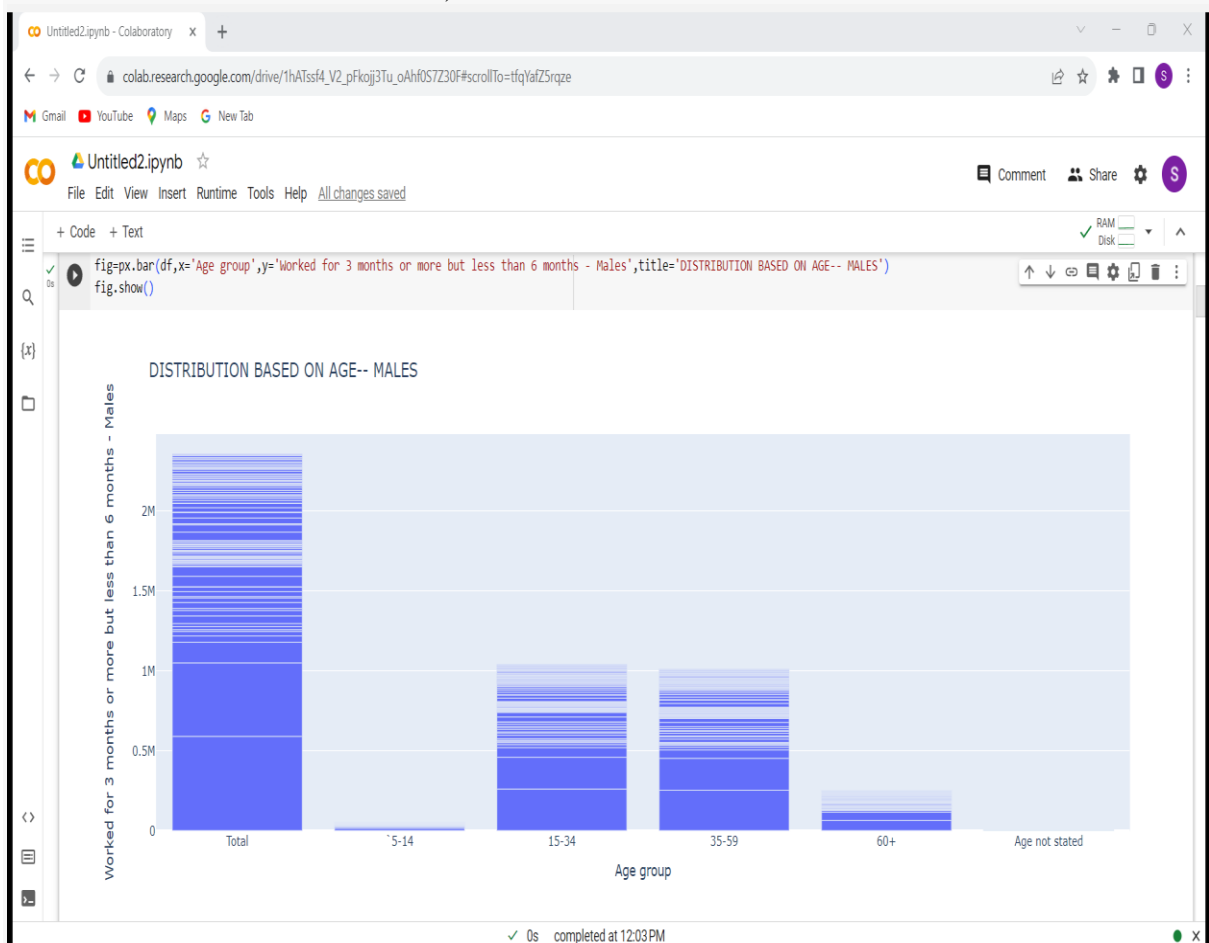 Untitled2.ipynb - Colaboratory
colab.research.google.com/drive/1hATssf4_V2_pFkojj3Tu_oAhf0S7Z30F#scrollTo=tfqYafZ5rqze
S
Gmail YouTube Maps G New Tab
Untitled2.ipynb
Comment Share S
File Edit View Insert Runtime Tools Help All changes saved
+ Code + Text
RAM
Disk
fig=px.bar(df,x='Age group',y='Worked for 3 months or more but less than 6 months - Males',title='DISTRIBUTION BASED ON AGE-- MALES')
0s
fig.show()
{x}
DISTRIBUTION BASED ON AGE-- MALES
Worked for 3 months or more but less than 6 months - Males
2M
1.5M
1M
0.5M
0
Total `5-14 15-34 35-59 60+ Age not stated
Age group
0s completed at 12:03 PM